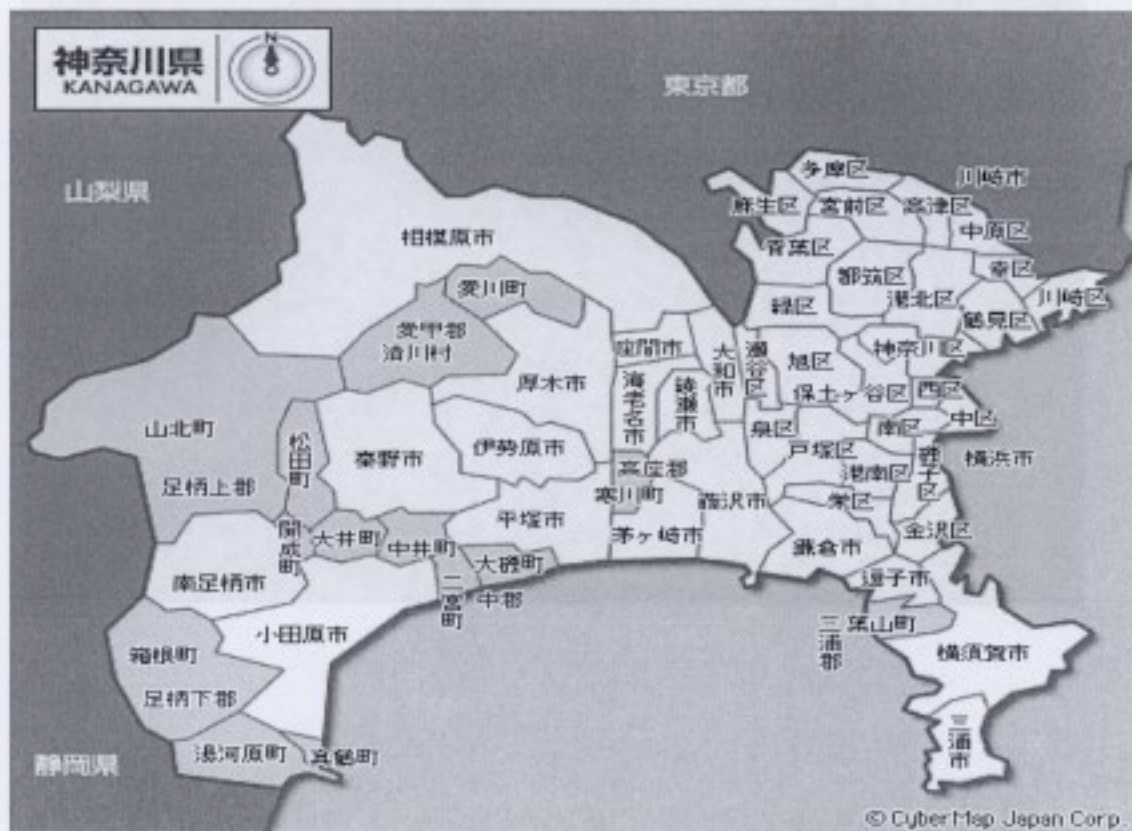 神奈川県
KANAGAWA
N
東京都
山梨県
川崎市
多摩区
麻生区
宮前区
高津区
中原区
青葉区
幸区
都筑区
川崎区
港北区
緑区
鶴見区
相模原市
愛川町
愛甲郡
清川村
座間市
大和市
瀬谷区
旭区
神奈川区
保土ヶ谷区
西区
厚木市
海老名市
綾瀬市
泉区
南区
中区
山北町
松田町
秦野市
伊勢原市
戸塚区
港南区
磯子区
横浜市
足柄上郡
高座郡
寒川町
藤沢市
栄区
平塚市
茅ヶ崎市
金沢区
開成町
大井町
中井町
大磯町
鎌倉市
南足柄市
二宮町
中郡
逗子市
小田原市
三浦郡
葉山町
箱根町
横須賀市
足柄下郡
三浦市
湯河原町
真鶴町
静岡県
© CyberMap Japan Corp.